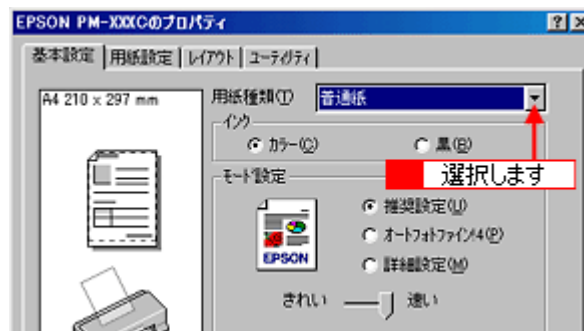 EPSON PM-XXXCのプロパティ
基本設定 用紙設定 レイアウト ユーティリティ
A4 210 x 297 mm
用紙種類(T) 普通紙
インク
カラー(C) 黒(B)
選択します
モード設定
推奨設定(U)
オートフォトファイン!4(P)
詳細設定(M)
EPSON
きれい 速い